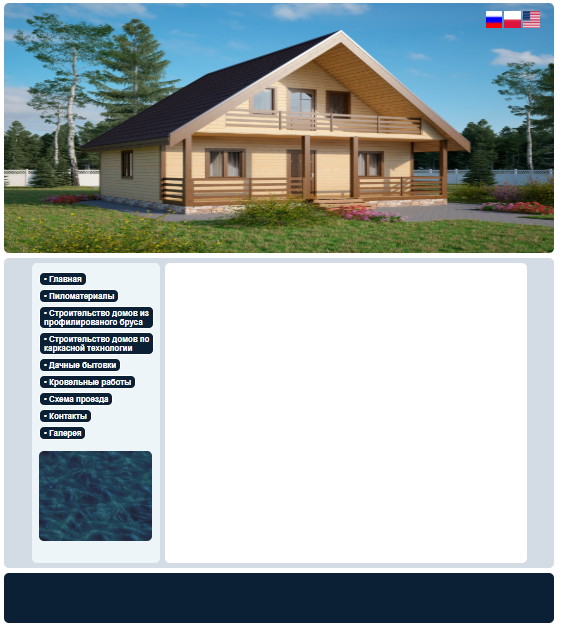 - Главная
- Пиломатериалы
- Строительство домов из
профилированого бруса
- Строительство домов по
каркасной технологии
- Дачные бытовки
- Кровельные работы
- Схема проезда
- Контакты
- Галерея